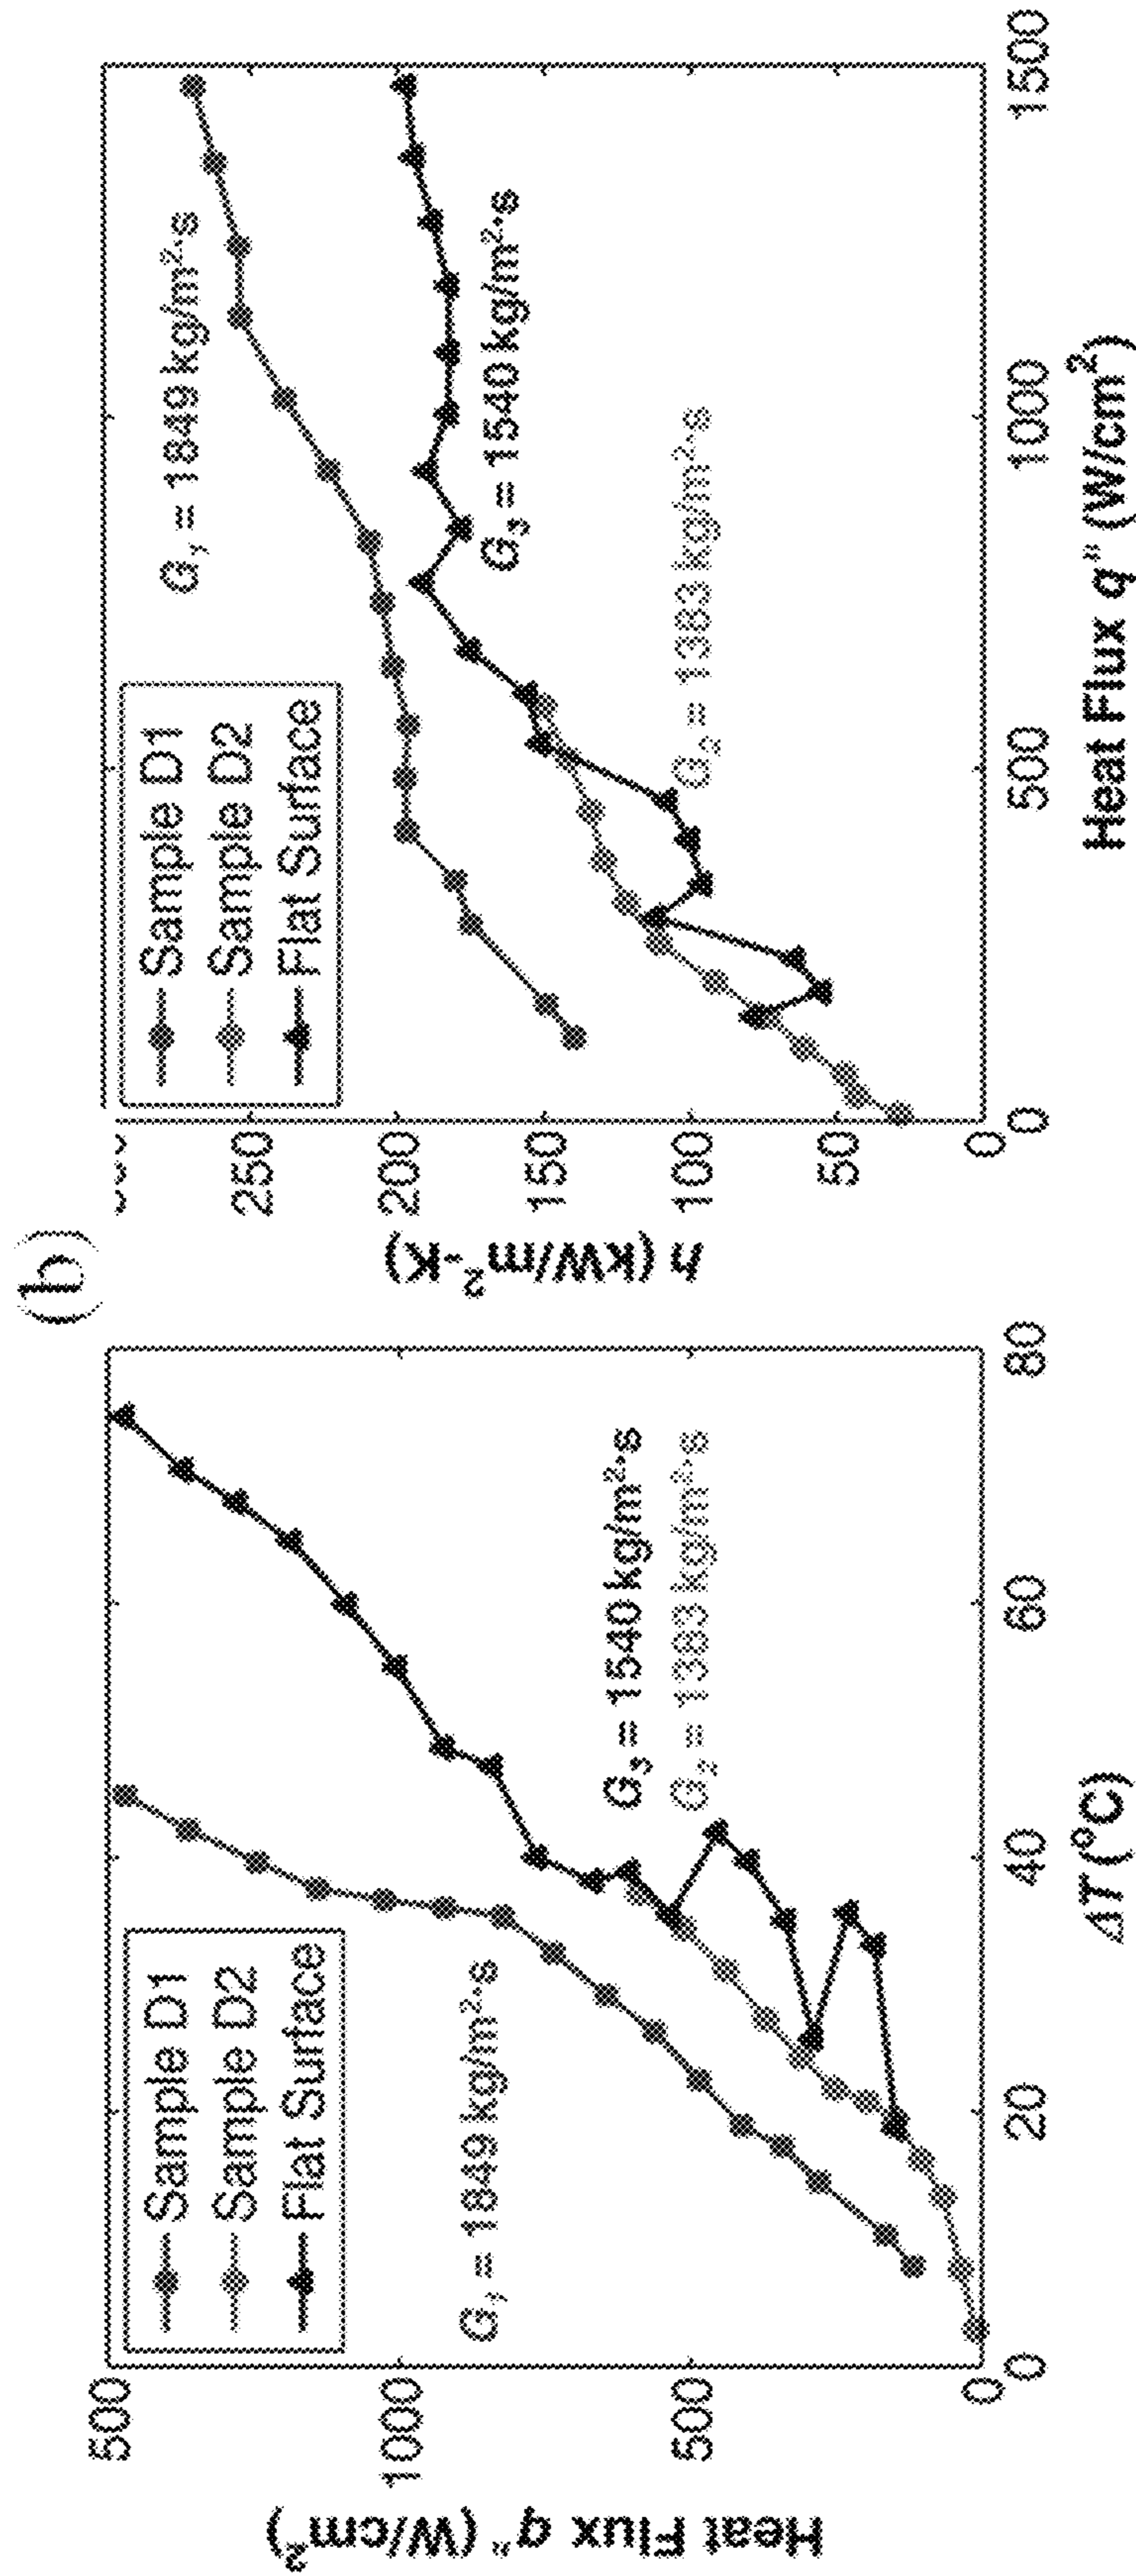 Heat Flux q" (W/cm²)
500
1000
500
0
Sample D1
Sample D2
Flat Surface
G₁ = 1849 kg/m²·s
G₃ = 1540 kg/m²·s
G₂ = 1383 kg/m²·s
0
20
40
60
80
ΔT (°C)
(b)
h (kW/m²-K)
250
200
150
100
50
0
Sample D1
Sample D2
Flat Surface
G₁ = 1849 kg/m²·s
G₃ = 1540 kg/m²·s
G₂ = 1383 kg/m²·s
0
500
1000
1500
Heat Flux q" (W/cm²)